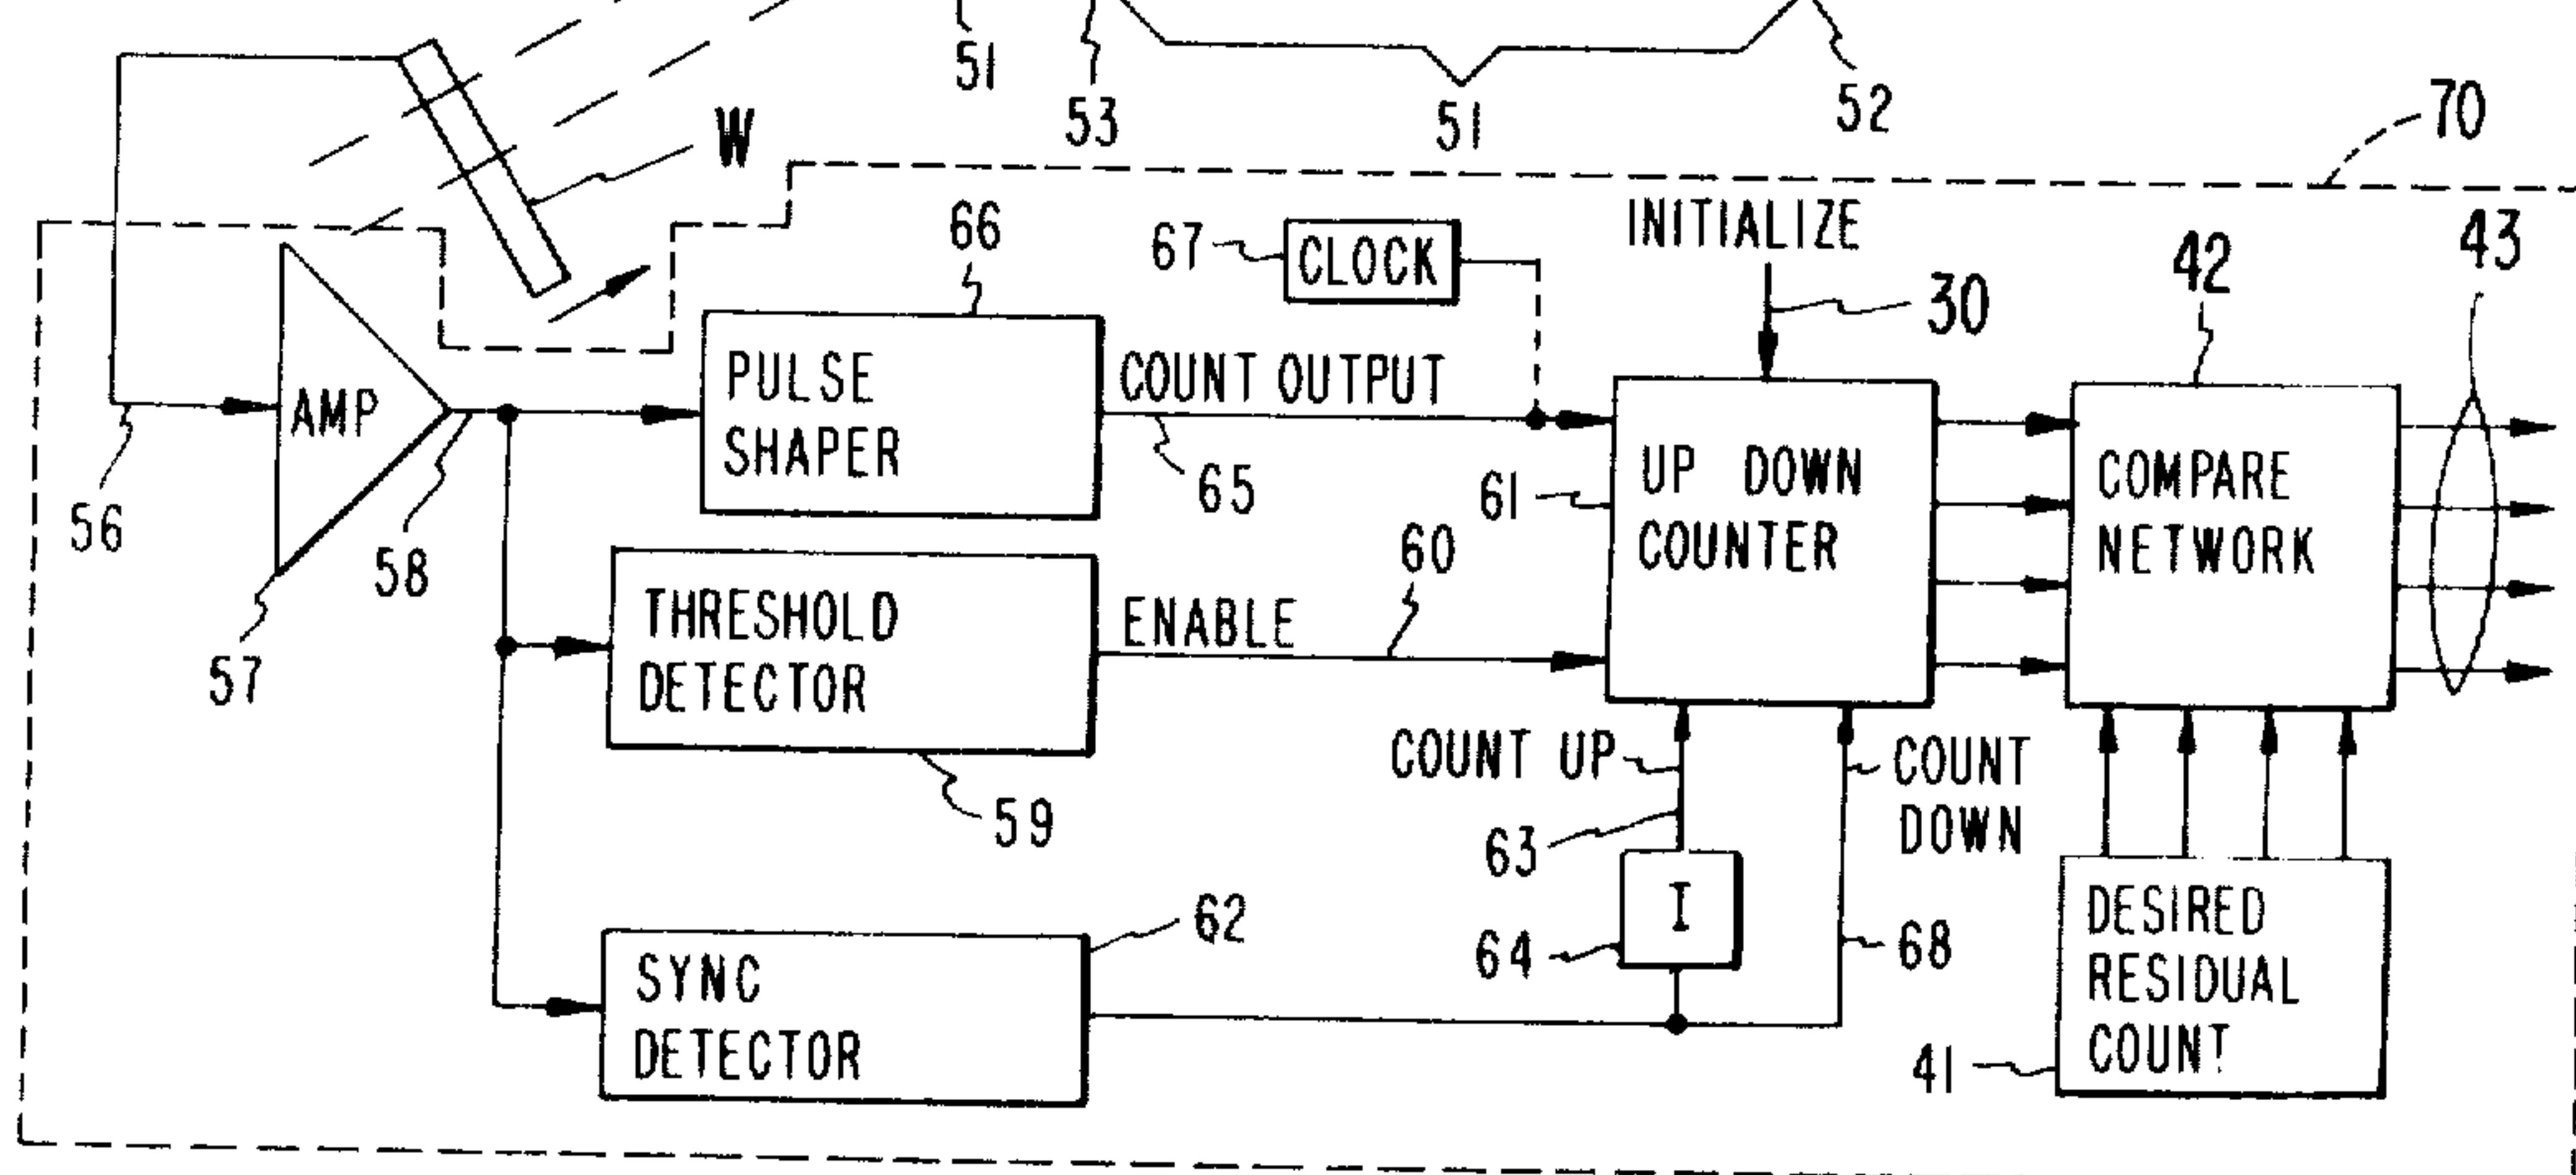 51
53
51
52
70
W
66
67
CLOCK
INITIALIZE
30
42
43
AMP
PULSE
SHAPER
COUNT OUTPUT
65
61
UP DOWN
COUNTER
COMPARE
NETWORK
56
58
57
THRESHOLD
DETECTOR
ENABLE
60
59
COUNT UP
COUNT
DOWN
63
I
64
68
62
SYNC
DETECTOR
DESIRED
RESIDUAL
COUNT
41